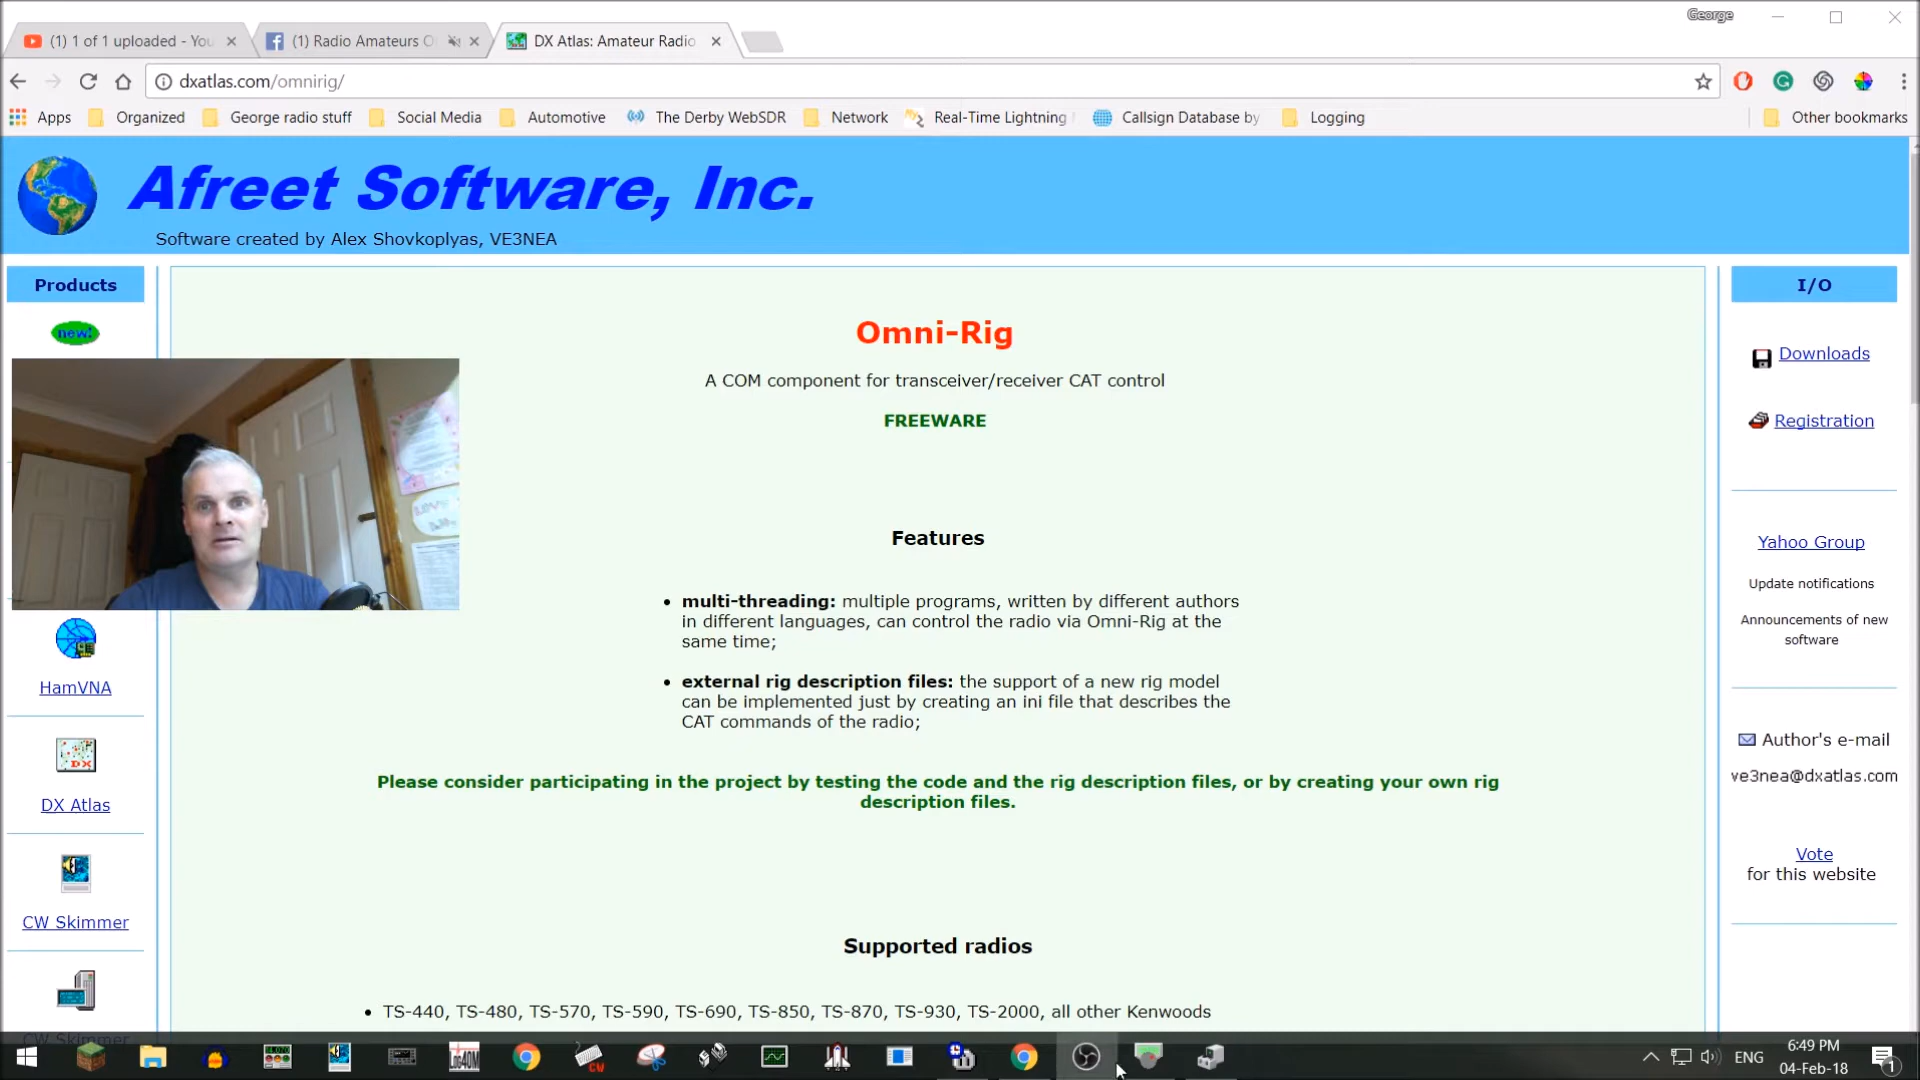 George
(1) 1 of 1 uploaded - You
(1) Radio Amateurs O
DX Atlas: Amateur Radio
dxatlas.com/omnirig/
Apps
Organized
George radio stuff
Social Media
Automotive
The Derby WebSDR
Network
Real-Time Lightning
Callsign Database by
Logging
Other bookmarks
Afreet Software, Inc.
Software created by Alex Shovkoplyas, VE3NEA
Products
new!
HamVNA
DX
DX Atlas
CW Skimmer
CW Skimmer
Omni-Rig
A COM component for transceiver/receiver CAT control
FREEWARE
Features
• multi-threading: multiple programs, written by different authors
in different languages, can control the radio via Omni-Rig at the
same time;
• external rig description files: the support of a new rig model
can be implemented just by creating an ini file that describes the
CAT commands of the radio;
Please consider participating in the project by testing the code and the rig description files, or by creating your own rig
description files.
Supported radios
• TS-440, TS-480, TS-570, TS-590, TS-690, TS-850, TS-870, TS-930, TS-2000, all other Kenwoods
I/O
Downloads
Registration
Yahoo Group
Update notifications
Announcements of new
software
Author's e-mail
ve3nea@dxatlas.com
Vote
for this website
CW
ENG
6:49 PM
04-Feb-18
1